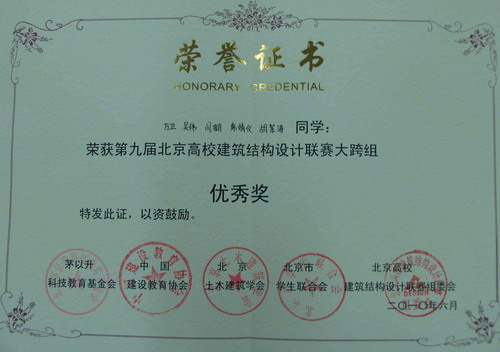 荣誉证书
HONORARY CREDENTIAL
同学：
荣获第九届北京高校建筑结构设计联赛大跨组
优秀奖
特发此证，以资鼓励。
茅以升 中国 北京 北京市 北京高校
科技教育基金会 建设教育协会 土木建筑学会 学生联合会 建筑结构设计联赛组委会
二〇一〇年六月